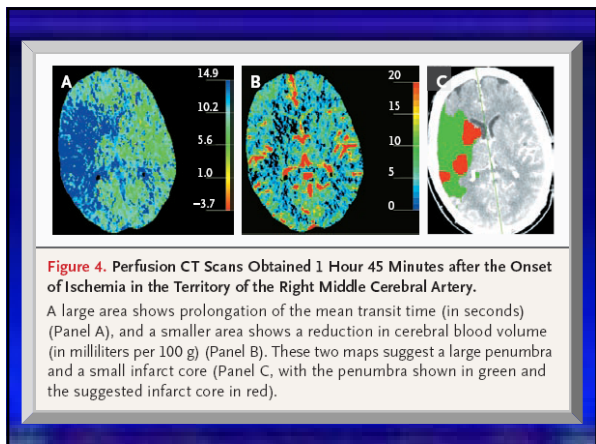 A
14.9
10.2
5.6
1.0
−3.7
B
20
15
10
5
0
C
Figure 4. Perfusion CT Scans Obtained 1 Hour 45 Minutes after the Onset
of Ischemia in the Territory of the Right Middle Cerebral Artery.
A large area shows prolongation of the mean transit time (in seconds)
(Panel A), and a smaller area shows a reduction in cerebral blood volume
(in milliliters per 100 g) (Panel B). These two maps suggest a large penumbra
and a small infarct core (Panel C, with the penumbra shown in green and
the suggested infarct core in red).